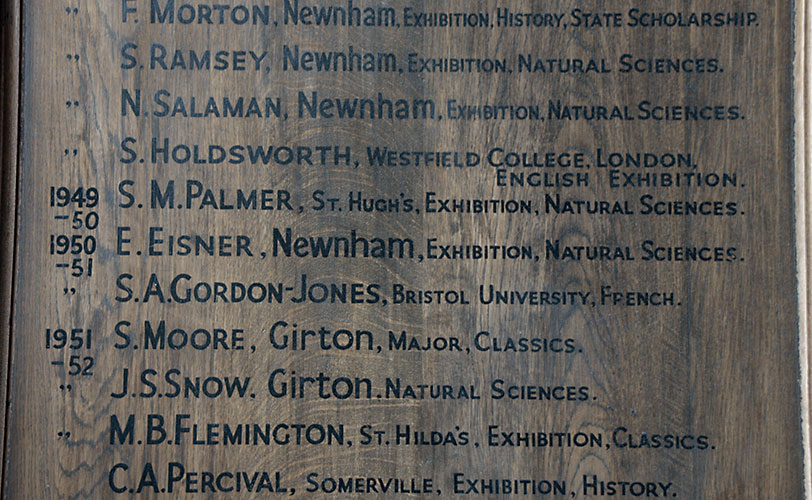 ” F. MORTON, Newnham, EXHIBITION, HISTORY, STATE SCHOLARSHIP.
” S. RAMSEY, Newnham, EXHIBITION, NATURAL SCIENCES.
” N. SALAMAN, Newnham, EXHIBITION, NATURAL SCIENCES.
” S. HOLDSWORTH, WESTFIELD COLLEGE, LONDON,
ENGLISH EXHIBITION.
1949 S. M. PALMER, ST. HUGH'S, EXHIBITION, NATURAL SCIENCES.
-50
1950 E. EISNER, Newnham, EXHIBITION, NATURAL SCIENCES.
-51
” S.A.GORDON-JONES, BRISTOL UNIVERSITY, FRENCH.
1951 S. MOORE, Girton, MAJOR, CLASSICS.
-52
” J.S.SNOW. Girton. NATURAL SCIENCES.
” M.B.FLEMINGTON, ST. HILDA'S, EXHIBITION, CLASSICS.
C.A.PERCIVAL, SOMERVILLE, EXHIBITION, HISTORY.